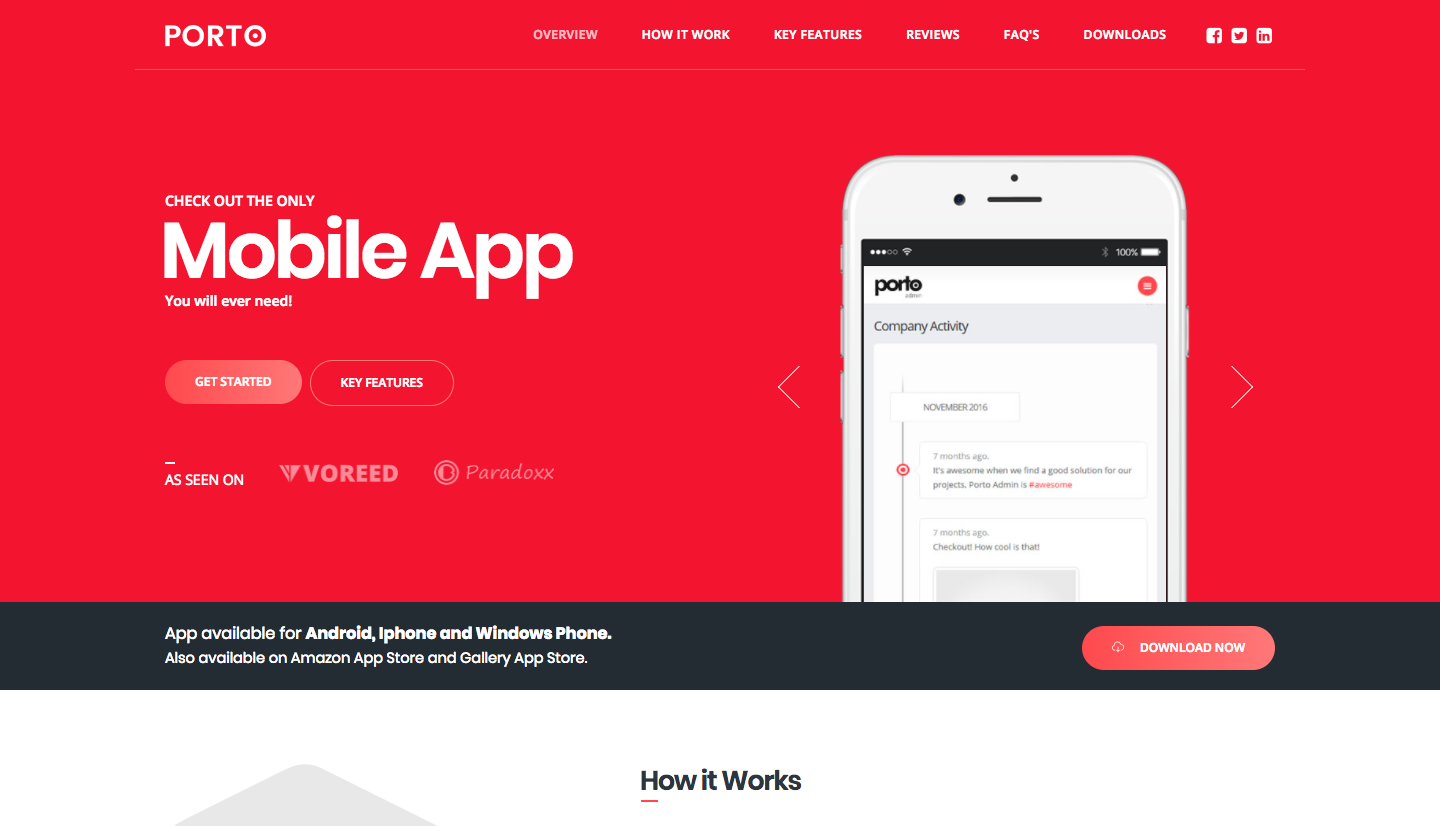 PORTO
OVERVIEW HOW IT WORK KEY FEATURES REVIEWS FAQ'S DOWNLOADS
CHECK OUT THE ONLY
Mobile App
You will ever need!
GET STARTED KEY FEATURES
AS SEEN ON VOREED Paradoxx
100%
porto
admin
Company Activity
NOVEMBER 2016
7 months ago.
It's awesome when we find a good solution for our
projects. Porto Admin is #awesome
7 months ago.
Checkout! How cool is that!
App available for Android, Iphone and Windows Phone.
Also available on Amazon App Store and Gallery App Store.
DOWNLOAD NOW
How it Works